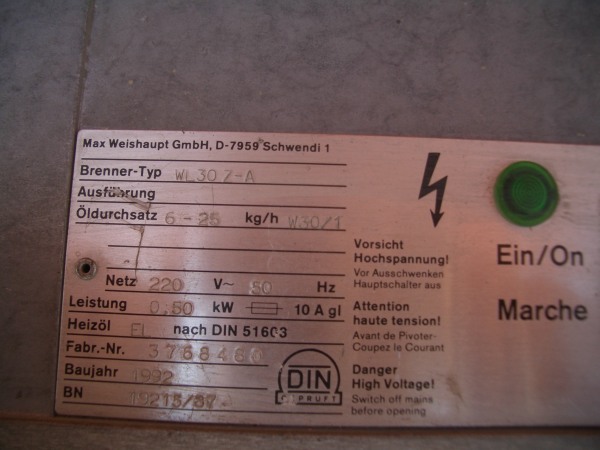 Max Weishaupt GmbH, D-7959 Schwendi 1
Brenner-Typ WL30 Z-A
Ausführung
Öldurchsatz 6 - 25 kg/h W30/1
Netz 220 V~ 50 Hz
Leistung 0,50 kW 10 A gl
Heizöl EL nach DIN 51603
Fabr.-Nr. 3788460
Baujahr 1992
BN
DIN
GEPRÜFT
Vorsicht
Hochspannung!
Vor Ausschwenken
Hauptschalter aus
Attention
haute tension!
Avant de Pivoter-
Coupez le Courant
Danger
High Voltage!
Switch off mains
before opening
Ein/On
Marche